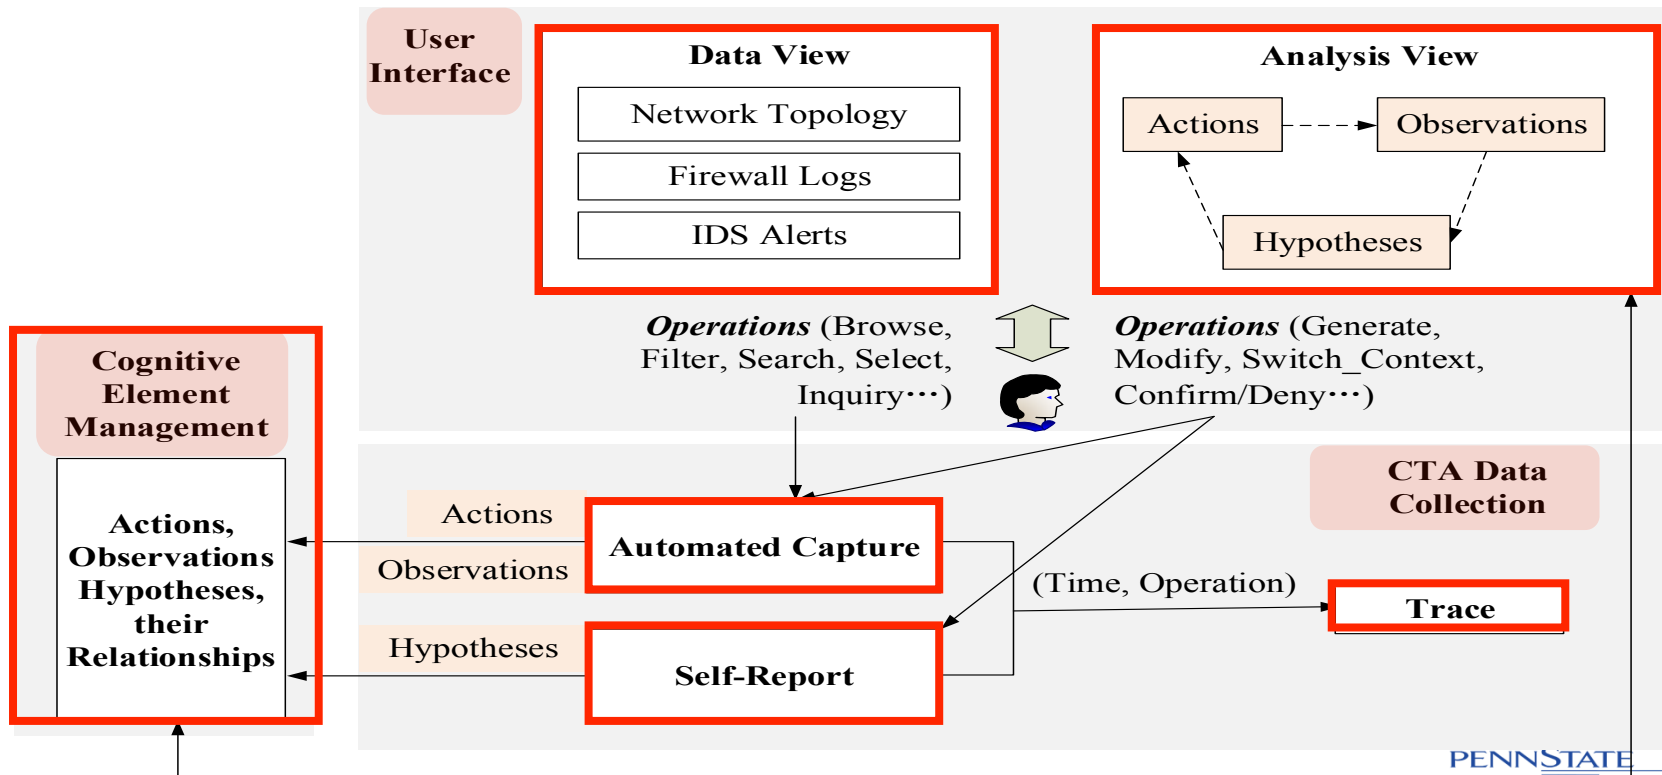 User
Interface
Data View
Network Topology
Firewall Logs
IDS Alerts
Analysis View
Actions
Observations
Hypotheses
Operations (Browse,
Filter, Search, Select,
Inquiry···)
Operations (Generate,
Modify, Switch_Context,
Confirm/Deny···)
Cognitive
Element
Management
Actions,
Observations
Hypotheses,
their
Relationships
Actions
Observations
Hypotheses
Automated Capture
Self-Report
CTA Data
Collection
(Time, Operation)
Trace
PENNSTATE